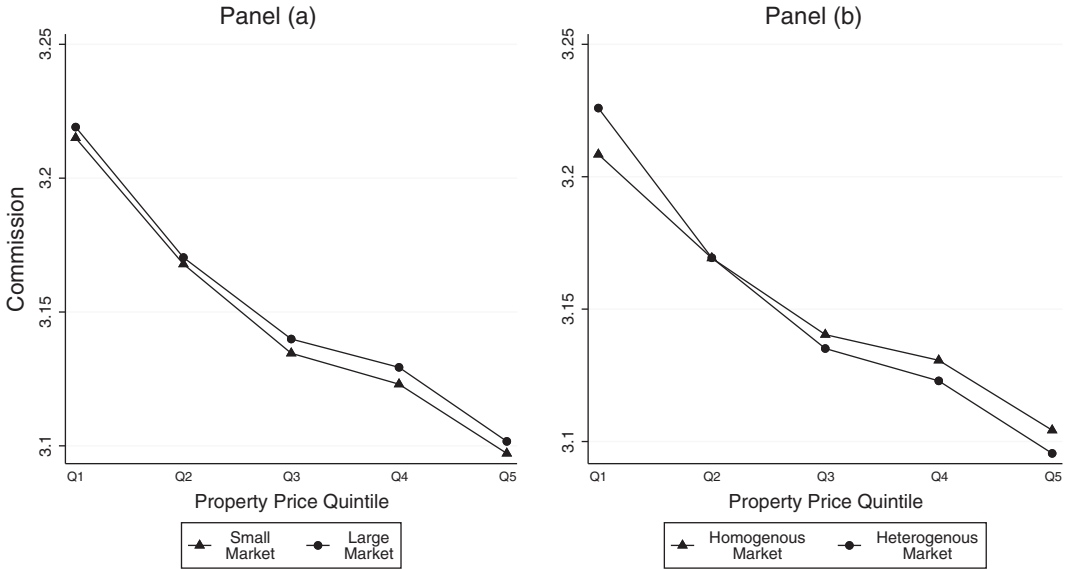 Panel (a)
Commission
3.25
3.2
3.15
3.1
Q1 Q2 Q3 Q4 Q5
Property Price Quintile
Small Market
Large Market
Panel (b)
3.25
3.2
3.15
3.1
Q1 Q2 Q3 Q4 Q5
Property Price Quintile
Homogenous Market
Heterogenous Market